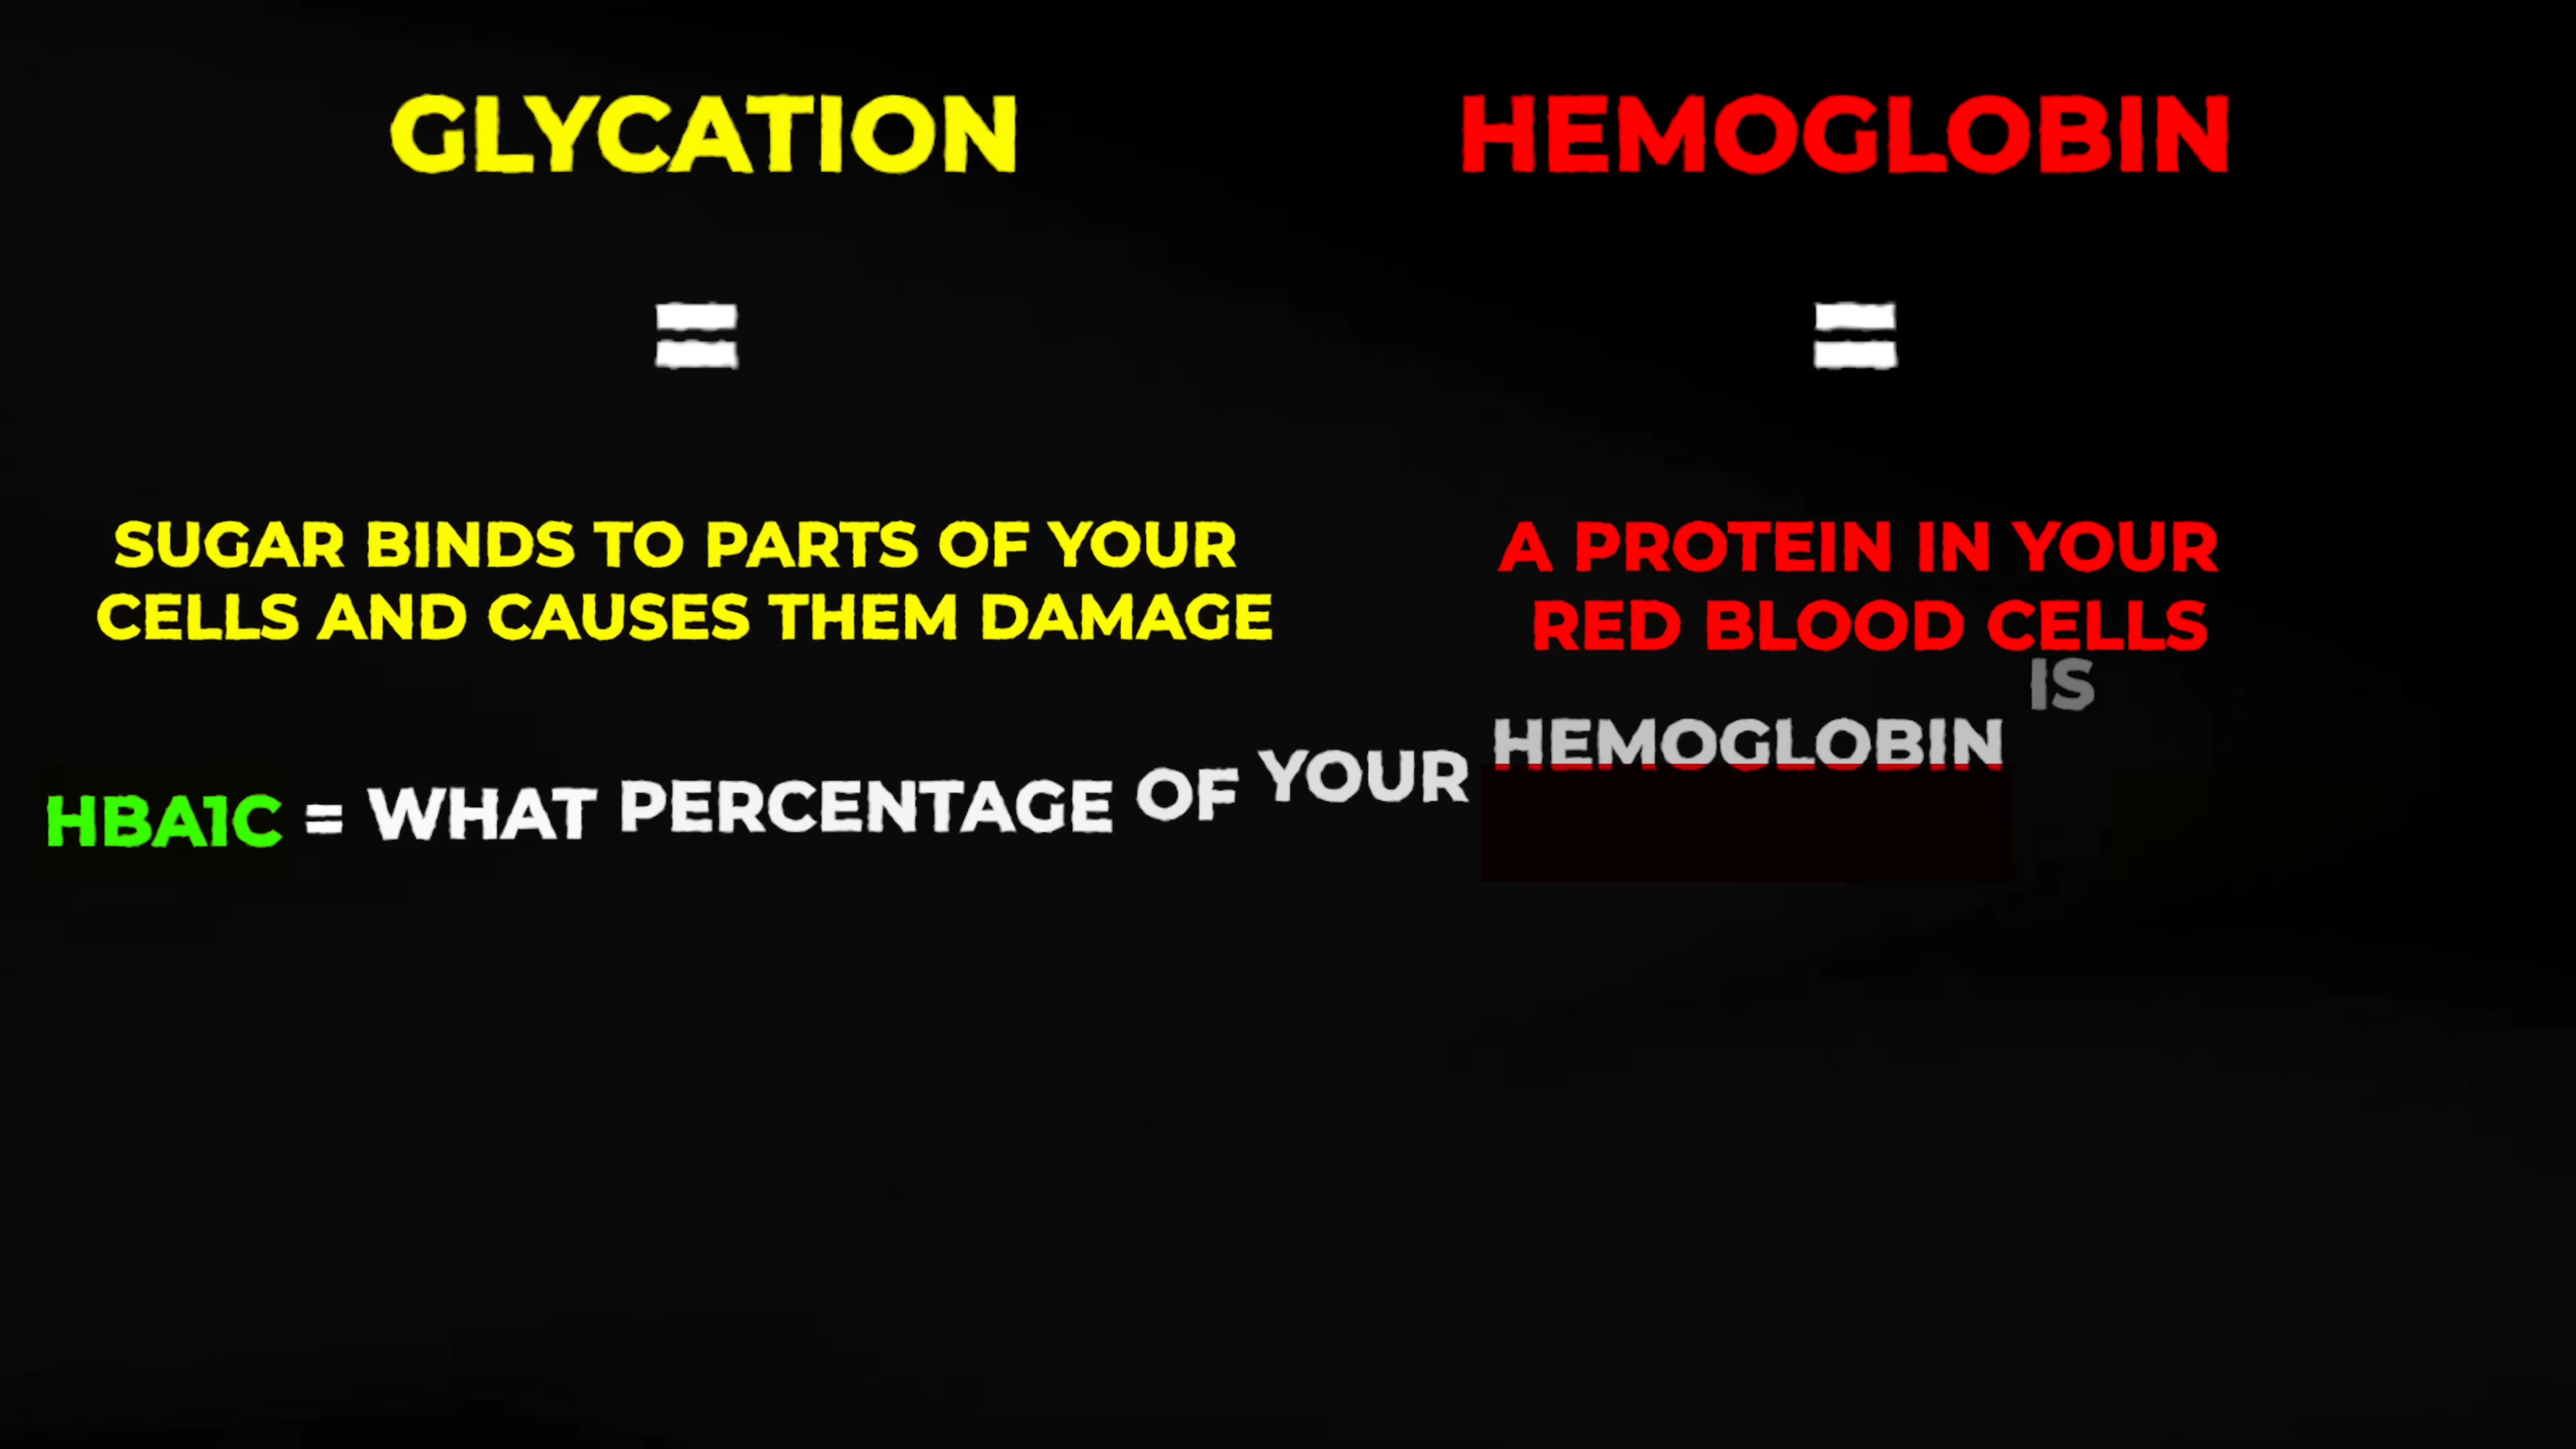 GLYCATION
HEMOGLOBIN
=
=
SUGAR BINDS TO PARTS OF YOUR
CELLS AND CAUSES THEM DAMAGE
A PROTEIN IN YOUR
RED BLOOD CELLS
HBA1C = WHAT PERCENTAGE OF YOUR HEMOGLOBIN IS